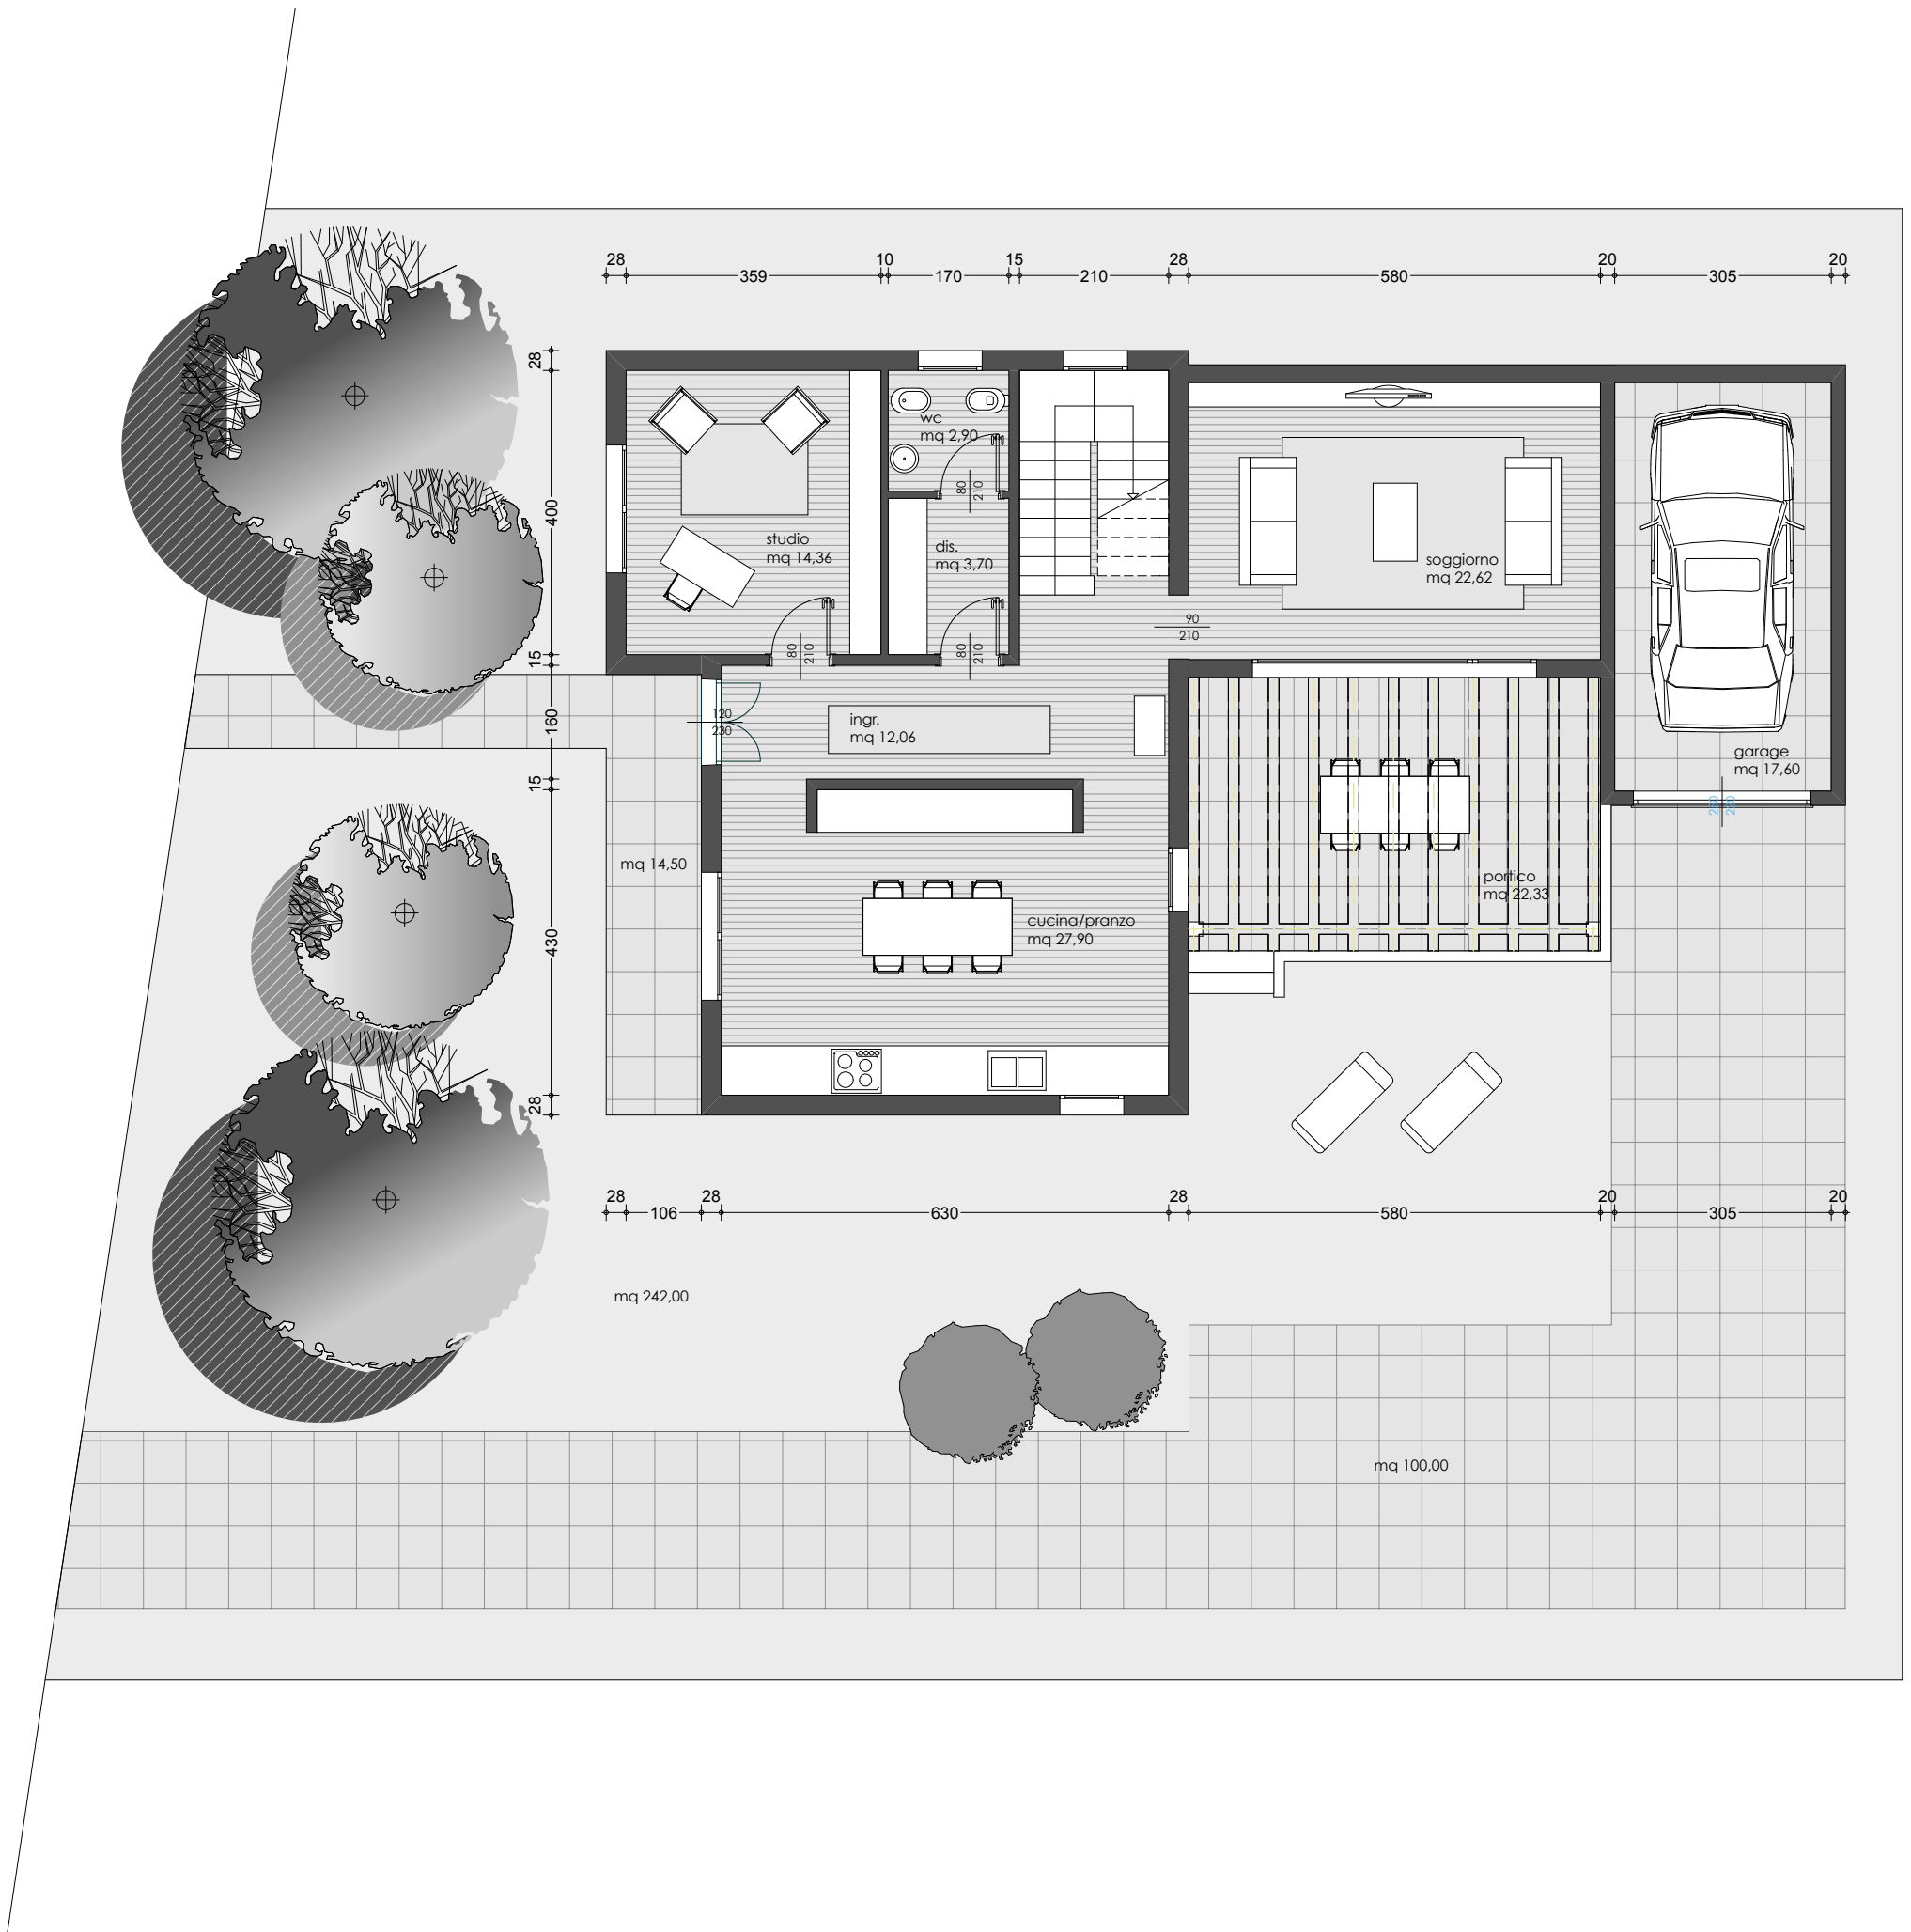 28
10
15
28
20
20
359
170
210
580
305
28
400
15
160
15
430
28
wc
mq 2,90
80
210
studio
mq 14,36
dis.
mq 3,70
soggiorno
mq 22,62
80
210
80
210
90
210
120
230
ingr.
mq 12,06
garage
mq 17,60
mq 14,50
portico
mq 22,33
cucina/pranzo
mq 27,90
28
28
28
20
20
106
630
580
305
mq 242,00
mq 100,00